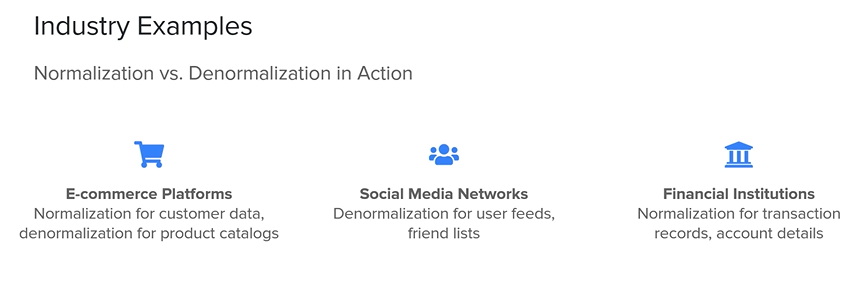 Industry Examples
Normalization vs. Denormalization in Action
E-commerce Platforms
Normalization for customer data,
denormalization for product catalogs
Social Media Networks
Denormalization for user feeds,
friend lists
Financial Institutions
Normalization for transaction
records, account details